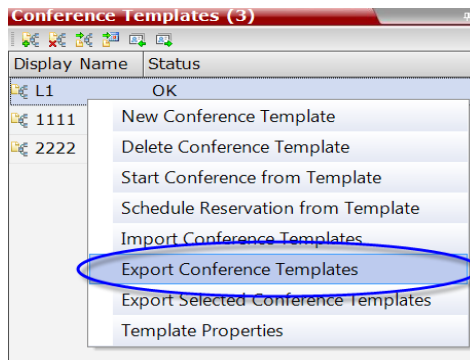 Conference Templates (3)
Display Name Status
L1 OK
1111
2222
New Conference Template
Delete Conference Template
Start Conference from Template
Schedule Reservation from Template
Import Conference Templates
Export Conference Templates
Export Selected Conference Templates
Template Properties